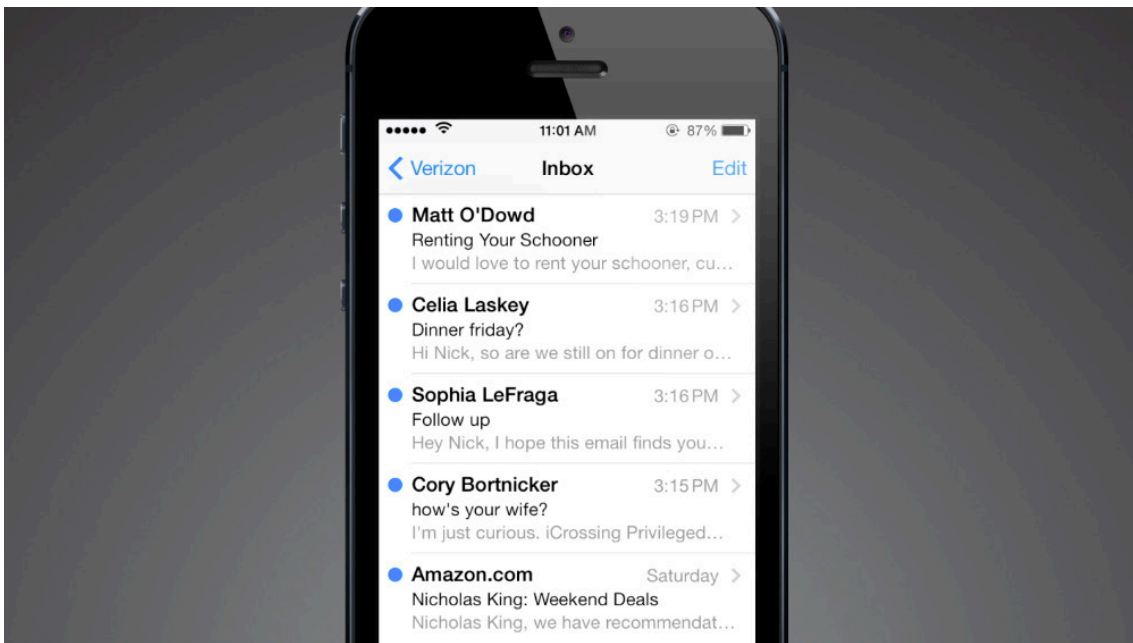 11:01 AM 87%
Verizon Inbox Edit
Matt O'Dowd 3:19 PM
Renting Your Schooner
I would love to rent your schooner, cu...
Celia Laskey 3:16 PM
Dinner friday?
Hi Nick, so are we still on for dinner o...
Sophia LeFraga 3:16 PM
Follow up
Hey Nick, I hope this email finds you...
Cory Bortnicker 3:15 PM
how's your wife?
I'm just curious. iCrossing Privileged...
Amazon.com Saturday
Nicholas King: Weekend Deals
Nicholas King, we have recommendat...